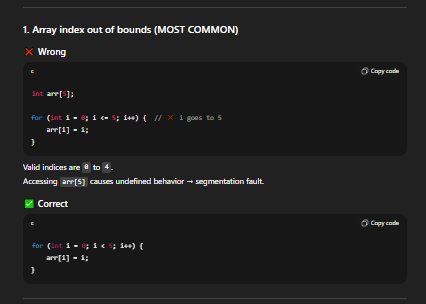 1. Array index out of bounds (MOST COMMON)
❌ Wrong
c
Copy code
int arr[5];
for (int i = 0; i <= 5; i++) { // ❌ i goes to 5
arr[i] = i;
}
Valid indices are 0 to 4.
Accessing arr[5] causes undefined behavior → segmentation fault.
✅ Correct
c
Copy code
for (int i = 0; i < 5; i++) {
arr[i] = i;
}